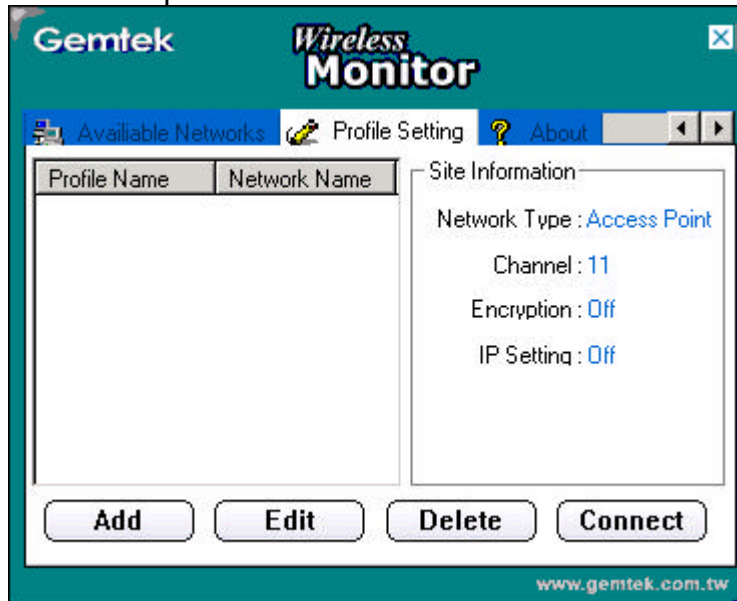 Gemtek
Wireless
Monitor
Availiable Networks
Profile Setting
About
Profile Name
Network Name
Site Information
Network Type : Access Point
Channel : 11
Encryption : Off
IP Setting : Off
Add
Edit
Delete
Connect
www.gemtek.com.tw